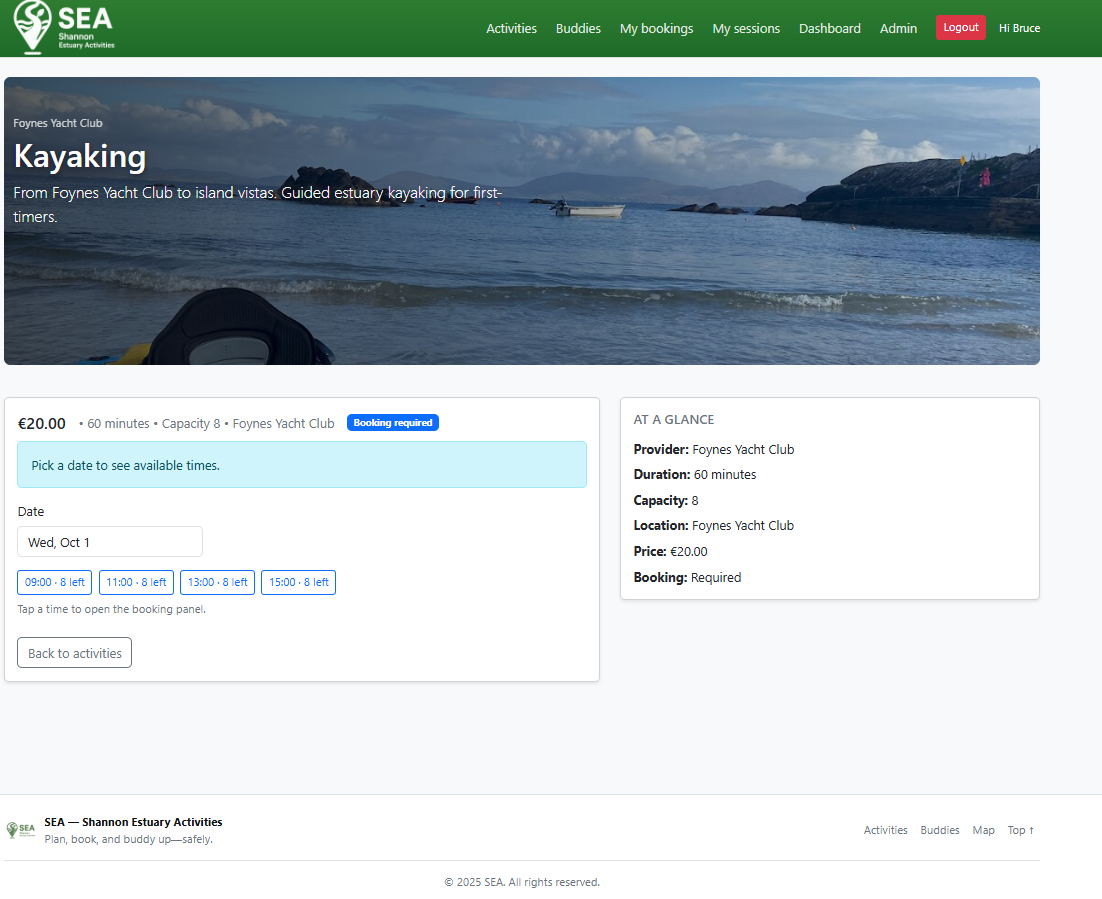 SEA
Shannon
Estuary Activities
Activities
Buddies
My bookings
My sessions
Dashboard
Admin
Logout
Hi Bruce
Foynes Yacht Club
Kayaking
From Foynes Yacht Club to island vistas. Guided estuary kayaking for first-
timers.
€20.00 • 60 minutes • Capacity 8 • Foynes Yacht Club Booking required
Pick a date to see available times.
Date
Wed, Oct 1
09:00 · 8 left
11:00 · 8 left
13:00 · 8 left
15:00 · 8 left
Tap a time to open the booking panel.
Back to activities
AT A GLANCE
Provider: Foynes Yacht Club
Duration: 60 minutes
Capacity: 8
Location: Foynes Yacht Club
Price: €20.00
Booking: Required
SEA
SEA — Shannon Estuary Activities
Plan, book, and buddy up—safely.
Activities
Buddies
Map
Top ↑
© 2025 SEA. All rights reserved.